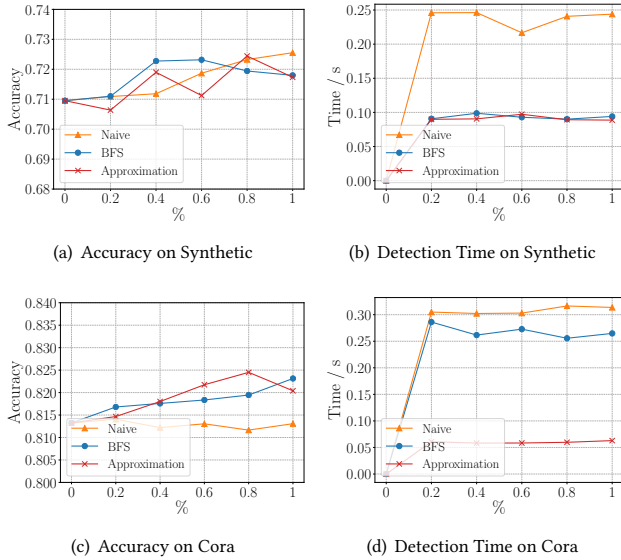 0.74
0.73
0.72
0.71
0.70
0.69
0.68
Accuracy
Naive
BFS
Approximation
0 0.2 0.4 0.6 0.8 1
%
(a) Accuracy on Synthetic
0.25
0.20
0.15
0.10
0.05
0.00
Time / s
Naive
BFS
Approximation
0 0.2 0.4 0.6 0.8 1
%
(b) Detection Time on Synthetic
0.840
0.835
0.830
0.825
0.820
0.815
0.810
0.805
0.800
Accuracy
Naive
BFS
Approximation
0 0.2 0.4 0.6 0.8 1
%
(c) Accuracy on Cora
0.30
0.25
0.20
0.15
0.10
0.05
0.00
Time / s
Naive
BFS
Approximation
0 0.2 0.4 0.6 0.8 1
%
(d) Detection Time on Cora